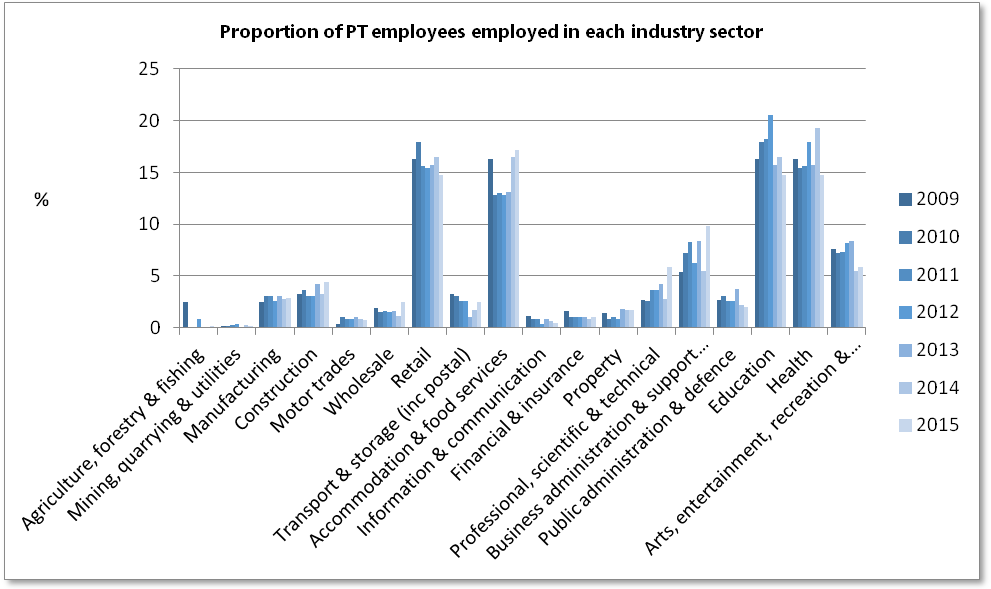 Proportion of PT employees employed in each industry sector
25
20
15
10
5
0
%
Agriculture, forestry & fishing
Mining, quarrying & utilities
Manufacturing
Construction
Motor trades
Wholesale
Retail
Transport & storage (inc postal)
Accommodation & food services
Information & communication
Financial & insurance
Property
Professional, scientific & technical
Business administration & support...
Public administration & defence
Education
Health
Arts, entertainment, recreation &...
2009
2010
2011
2012
2013
2014
2015